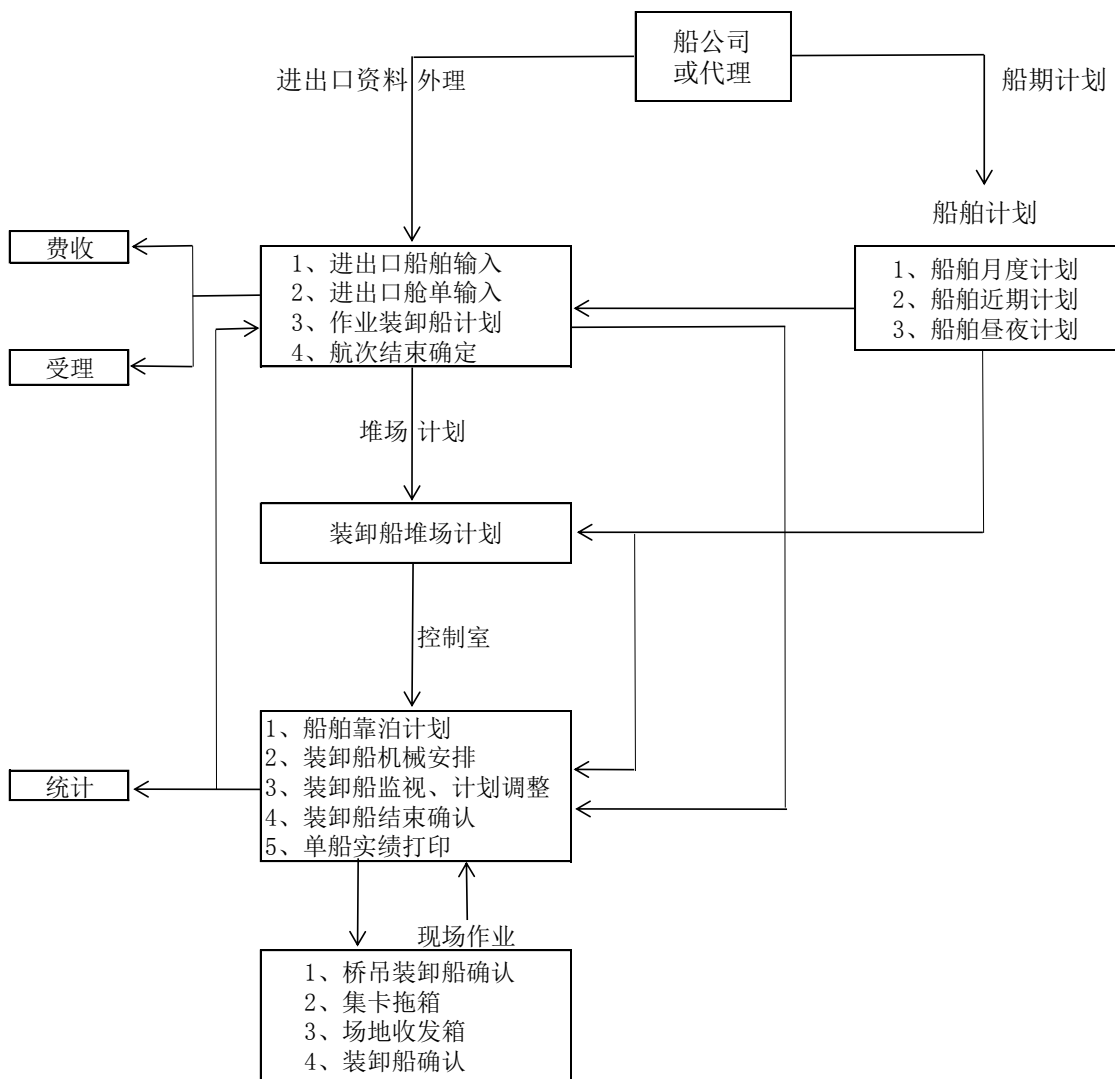 船公司
或代理
进出口资料 外理
船期计划
船舶计划
费收
受理
1、进出口船舶输入
2、进出口舱单输入
3、作业装卸船计划
4、航次结束确定
1、船舶月度计划
2、船舶近期计划
3、船舶昼夜计划
堆场 计划
装卸船堆场计划
控制室
1、船舶靠泊计划
2、装卸船机械安排
3、装卸船监视、计划调整
4、装卸船结束确认
5、单船实绩打印
统计
现场作业
1、桥吊装卸船确认
2、集卡拖箱
3、场地收发箱
4、装卸船确认